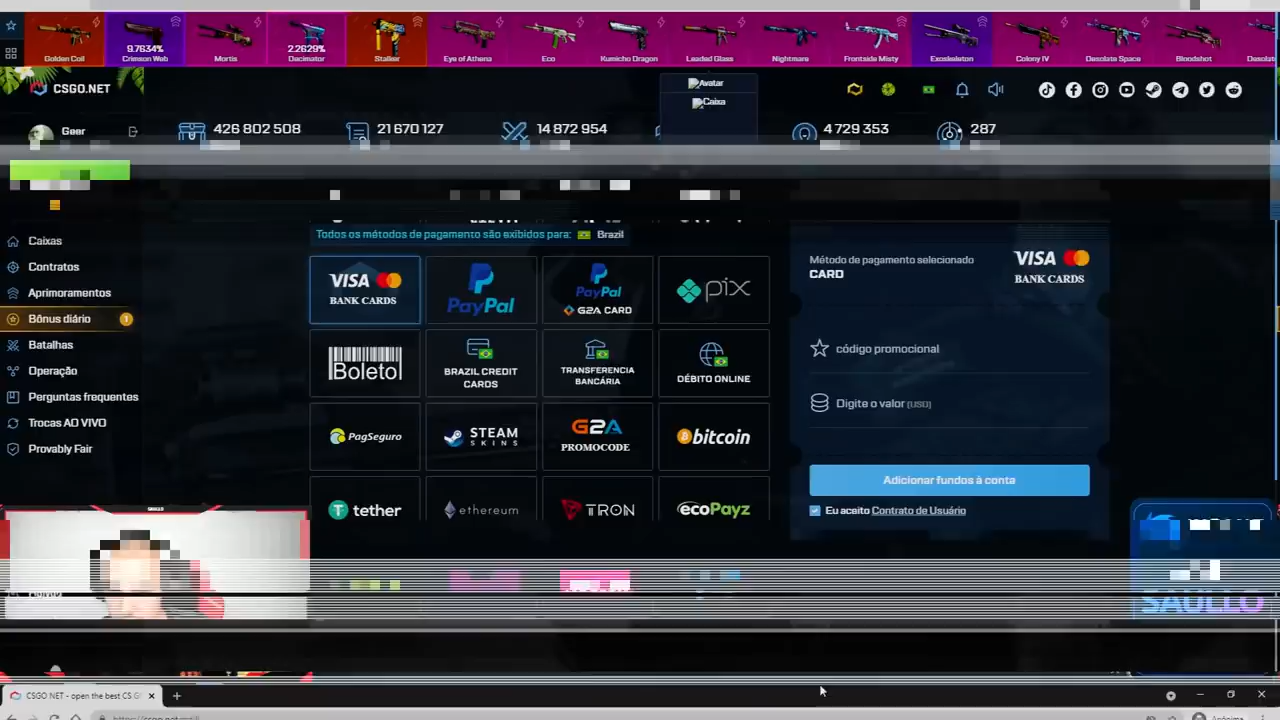 Golden Coil
9.7634%
Crimson Web
Mortis
2.2629%
Decimator
Stalker
Eye of Athena
Eco
Kumicho Dragon
Leaded Glass
Nightmare
Frontside Misty
Exoskeleton
Colony IV
Desolate Space
Bloodshot
Desolat
CSGO.NET
Avatar
Caixa
Geer
426 802 508
21 670 127
14 872 954
4 729 353
287
Todos os métodos de pagamento são exibidos para: Brazil
Caixas
Contratos
Aprimoramentos
Bônus diário 1
Batalhas
Operação
Perguntas frequentes
Trocas AO VIVO
Provably Fair
VISA
BANK CARDS
PayPal
PayPal
G2A CARD
pix
Boleto
BRAZIL CREDIT
CARDS
TRANSFERENCIA
BANCÁRIA
DÉBITO ONLINE
PagSeguro
STEAM
SKINS
G2A
PROMOCODE
bitcoin
tether
ethereum
TRON
ecoPayz
Método de pagamento selecionado
CARD
VISA
BANK CARDS
código promocional
Digite o valor (USD)
Adicionar fundos à conta
Eu aceito Contrato de Usuário
SAULLO
CSGO NET - open the best CS G